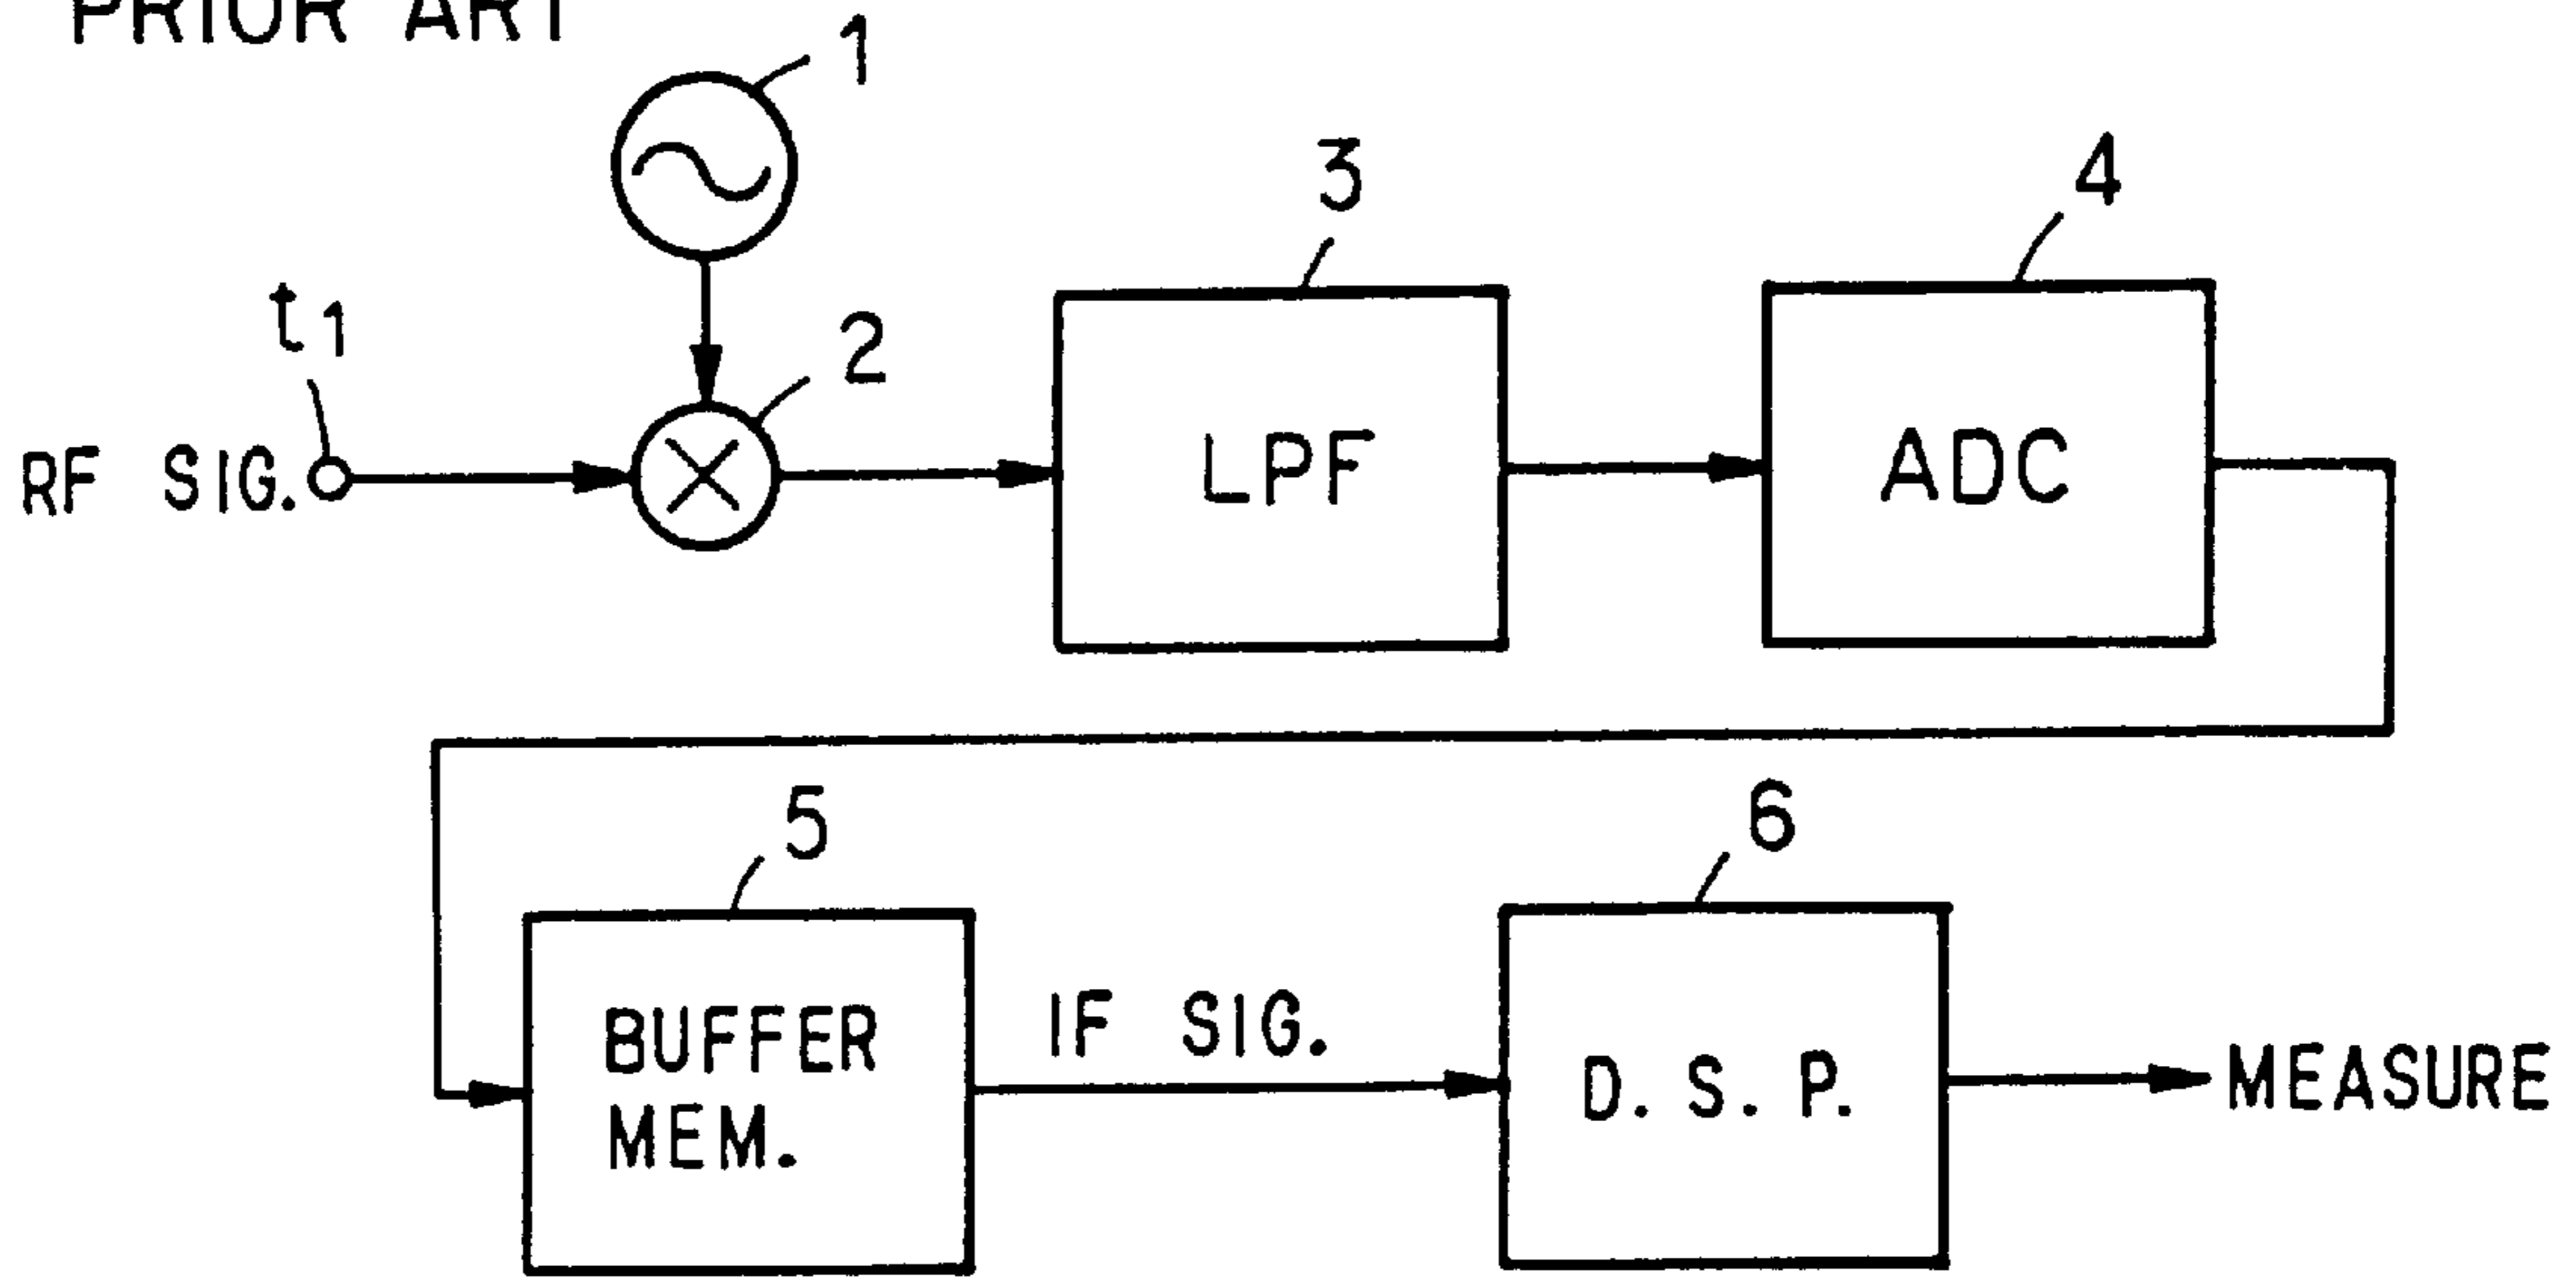 PRIOR ART
1
2
3
4
t1
RF SIG.
LPF
ADC
5
6
BUFFER
MEM.
IF SIG.
D. S. P.
MEASURE